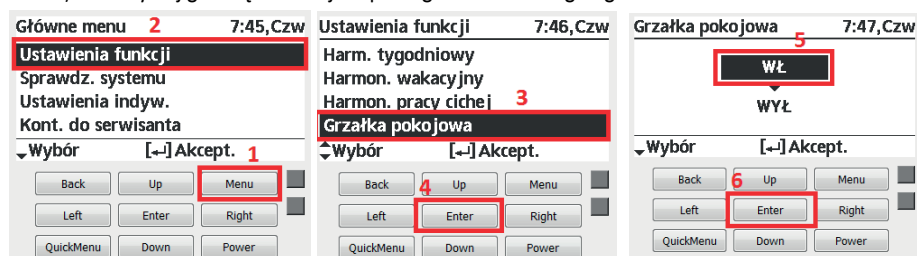 Główne menu 2 7:45,Czw
Ustawienia funkcji
Sprawdz. systemu
Ustawienia indyw.
Kont. do serwisanta
Wybór [↵] Akcept. 1
Back Up Menu
Left Enter Right
QuickMenu Down Power
Ustawienia funkcji 7:46,Czw
Harm. tygodniowy
Harmon. wakacyjny
Harmon. pracy cichej 3
Grzałka pokojowa
Wybór [↵] Akcept.
Back 4 Up Menu
Left Enter Right
QuickMenu Down Power
Grzałka pokojowa 7:47,Czw
5
WŁ
WYŁ
Wybór [↵] Akcept.
Back 6 Up Menu
Left Enter Right
QuickMenu Down Power